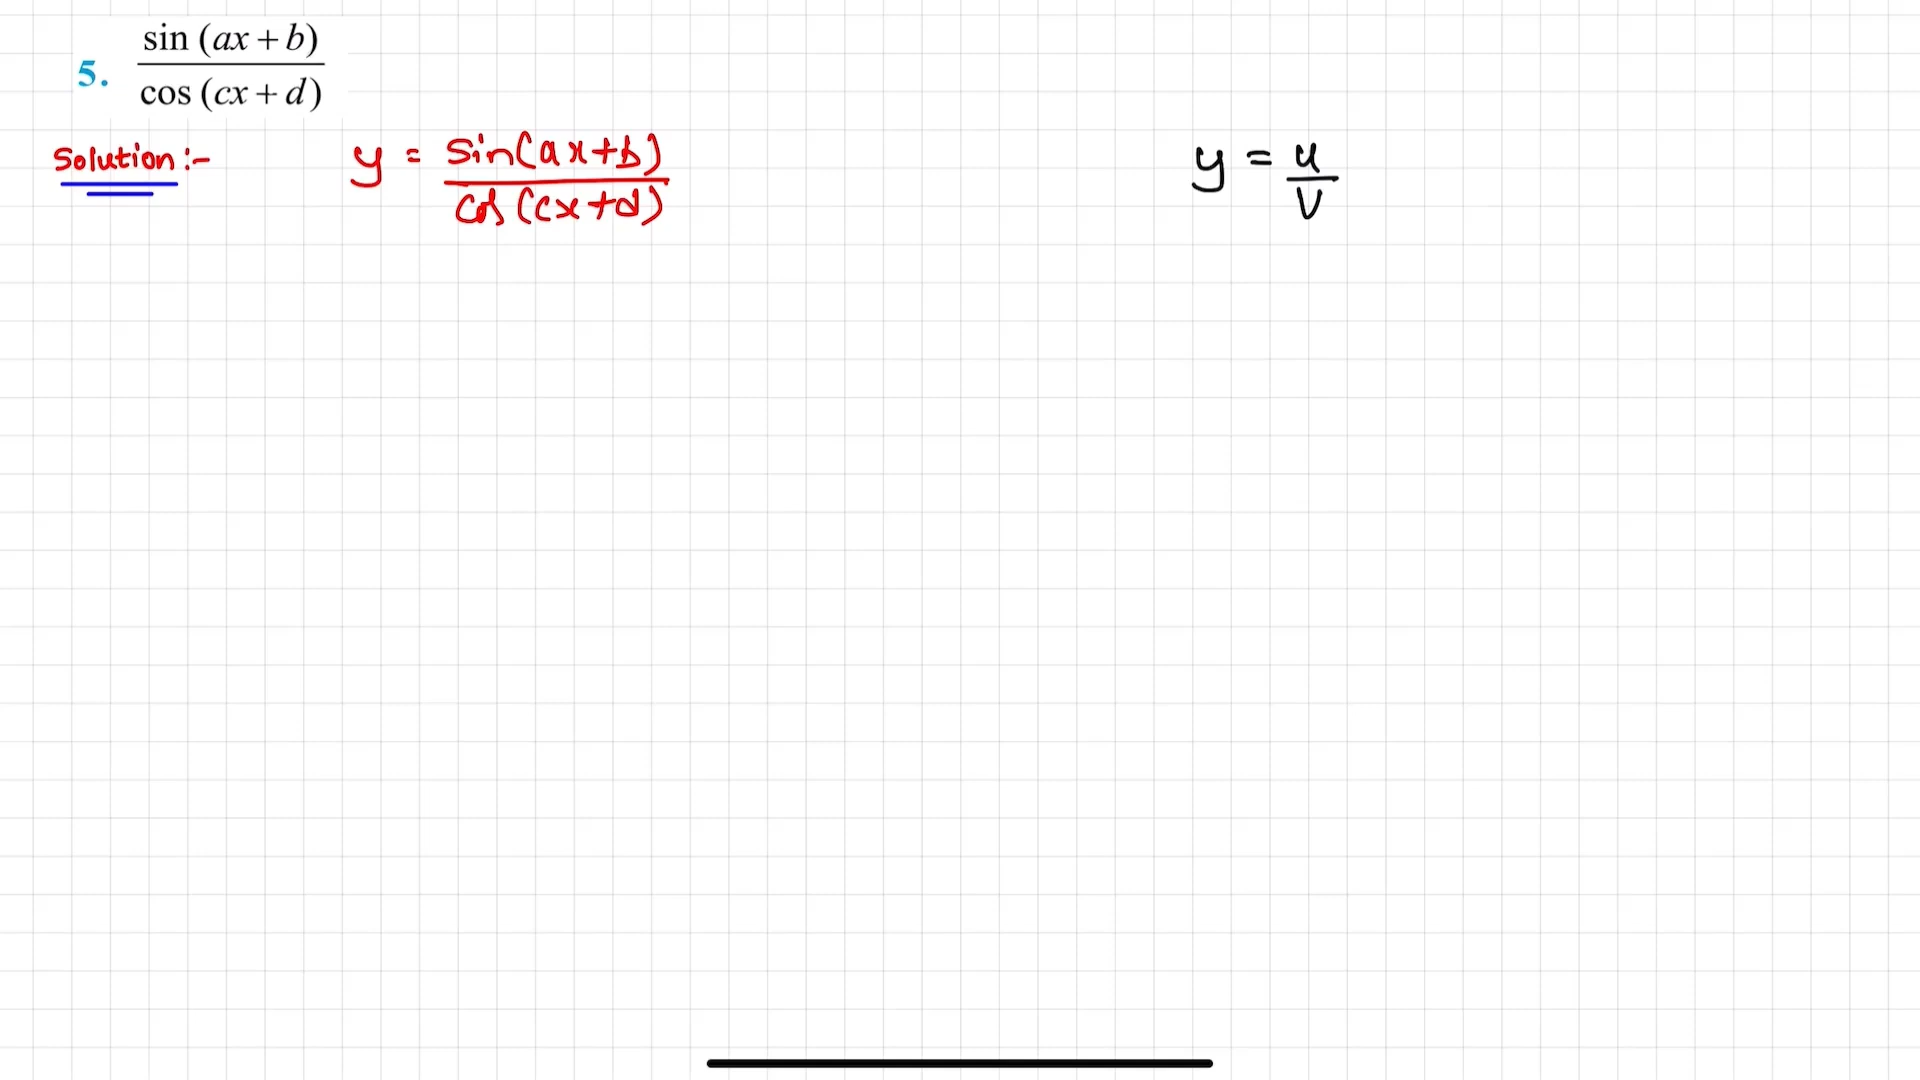 5. sin (ax + b)
cos (cx + d)
Solution :- y = sin(ax+b)
cos (cx+d)
y = u
v